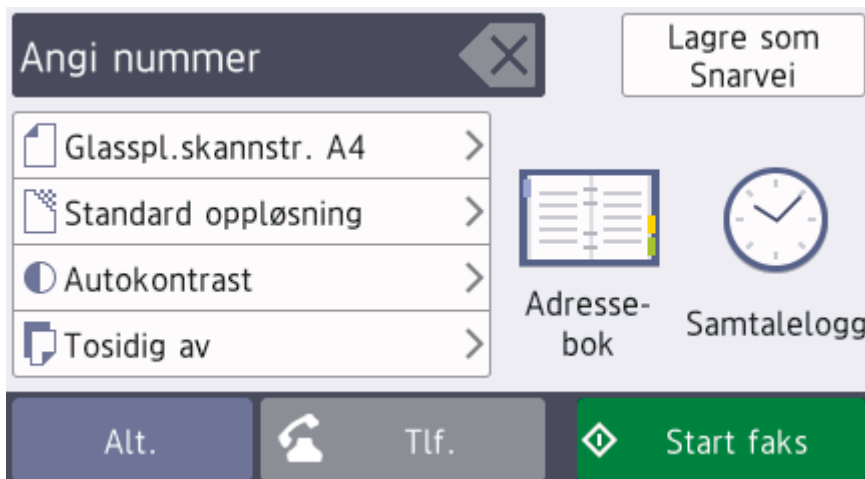 Angi nummer
Lagre som
Snarvei
Glasspl.skannstr. A4
Standard oppløsning
Autokontrast
Tosidig av
Adresse-
bok
Samtalelogg
Alt.
Tlf.
Start faks